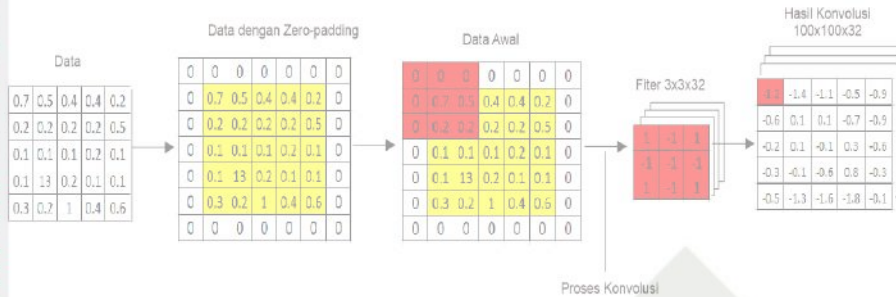 Data
0.7 0.5 0.4 0.4 0.2
0.2 0.2 0.2 0.2 0.5
0.1 0.1 0.1 0.2 0.1
0.1 13 0.2 0.1 0.1
0.3 0.2 1 0.4 0.6
Data dengan Zero-padding
0 0 0 0 0 0 0
0 0.7 0.5 0.4 0.4 0.2 0
0 0.2 0.2 0.2 0.2 0.5 0
0 0.1 0.1 0.1 0.2 0.1 0
0 0.1 13 0.2 0.1 0.1 0
0 0.3 0.2 1 0.4 0.6 0
0 0 0 0 0 0 0
Data Awal
0 0 0 0 0 0 0
0 0.7 0.5 0.4 0.4 0.2 0
0 0.2 0.2 0.2 0.2 0.5 0
0 0.1 0.1 0.1 0.2 0.1 0
0 0.1 13 0.2 0.1 0.1 0
0 0.3 0.2 1 0.4 0.6 0
0 0 0 0 0 0 0
Proses Konvolusi
Fiter 3x3x32
1 -1 1
-1 -1 -1
1 -1 1
Hasil Konvolusi
100x100x32
-1.4 -1.1 -0.5 -0.9
-0.6 0.1 0.1 -0.7 -0.9
-0.2 0.1 -0.1 0.3 -0.6
-0.3 -0.1 -0.6 0.8 -0.3
-0.5 -1.3 -1.6 -1.8 -0.1